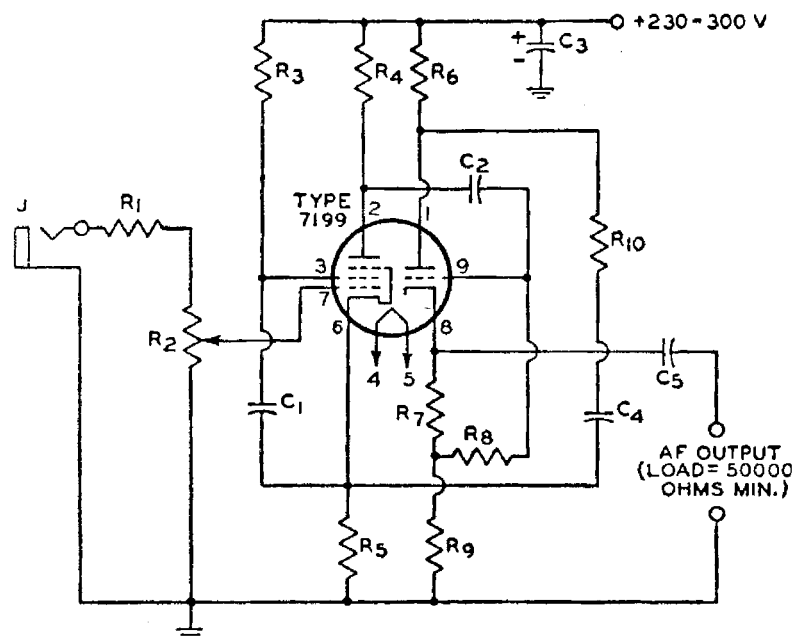 +230-300 V
C3
+
-
R3
R4
R6
C2
TYPE
7199
2
1
J
R1
R10
3
9
7
R2
6
8
4
5
C5
C1
R7
R8
C4
AF OUTPUT
(LOAD= 50000
OHMS MIN.)
R5
R9